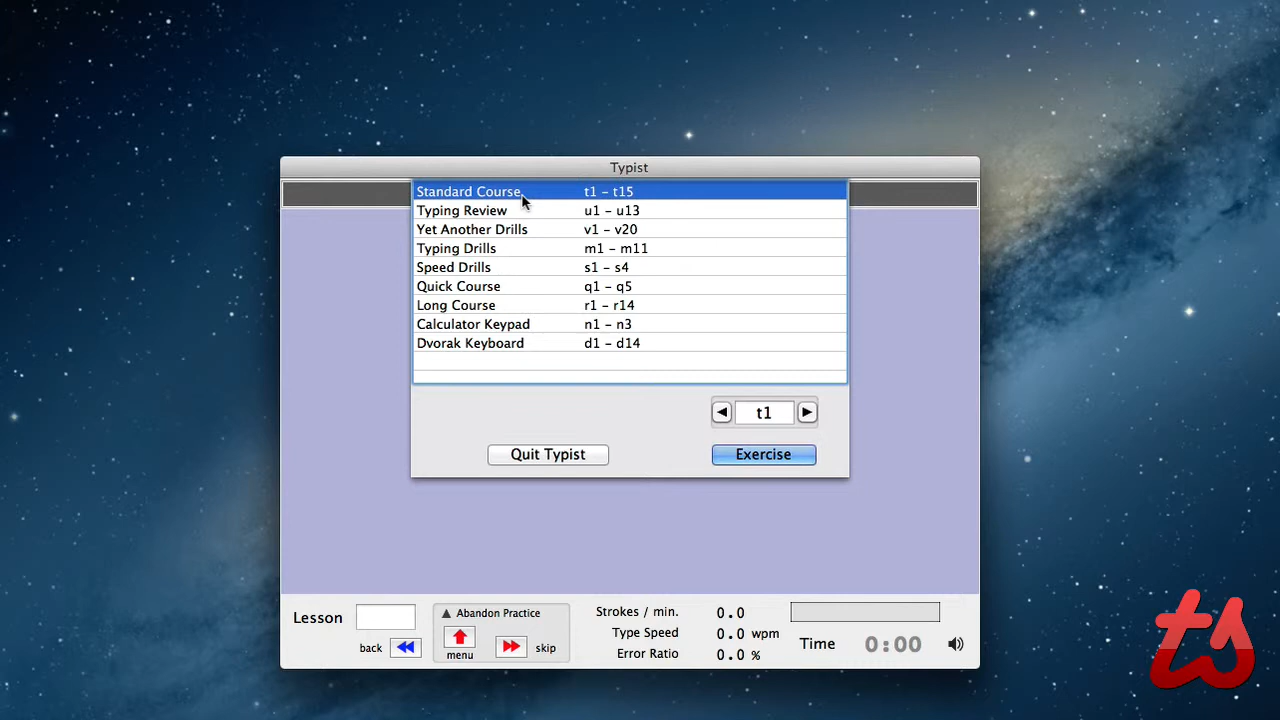 Typist
Standard Course t1 - t15
Typing Review u1 - u13
Yet Another Drills v1 - v20
Typing Drills m1 - m11
Speed Drills s1 - s4
Quick Course q1 - q5
Long Course r1 - r14
Calculator Keypad n1 - n3
Dvorak Keyboard d1 - d14
t1
Quit Typist Exercise
Lesson
Abandon Practice
back
menu
skip
Strokes / min. 0.0
Type Speed 0.0 wpm
Error Ratio 0.0 %
Time 0:00
ts